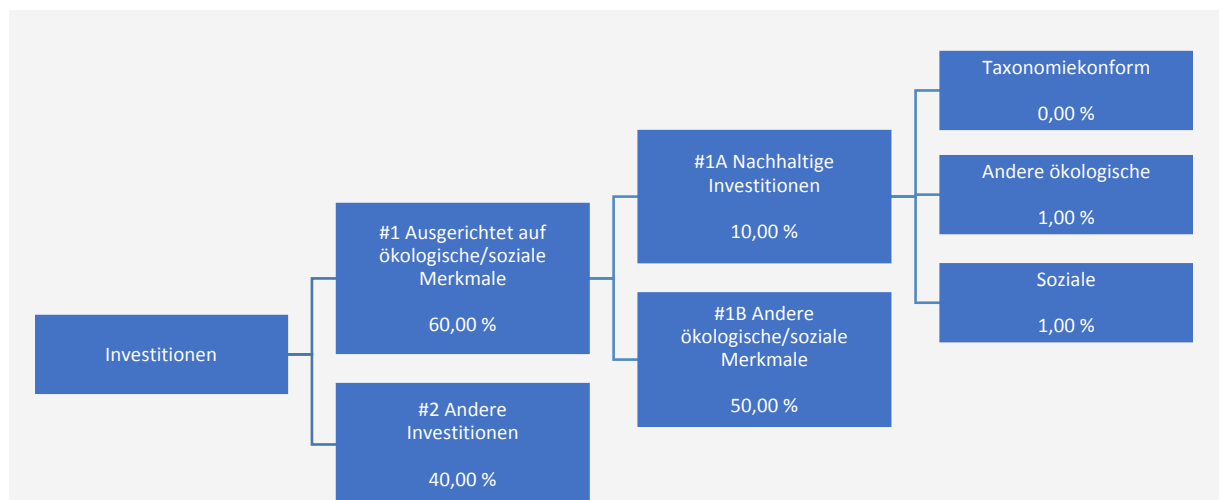 Investitionen
#1 Ausgerichtet auf
ökologische/soziale
Merkmale
60,00 %
#2 Andere
Investitionen
40,00 %
#1A Nachhaltige
Investitionen
10,00 %
#1B Andere
ökologische/soziale
Merkmale
50,00 %
Taxonomiekonform
0,00 %
Andere ökologische
1,00 %
Soziale
1,00 %